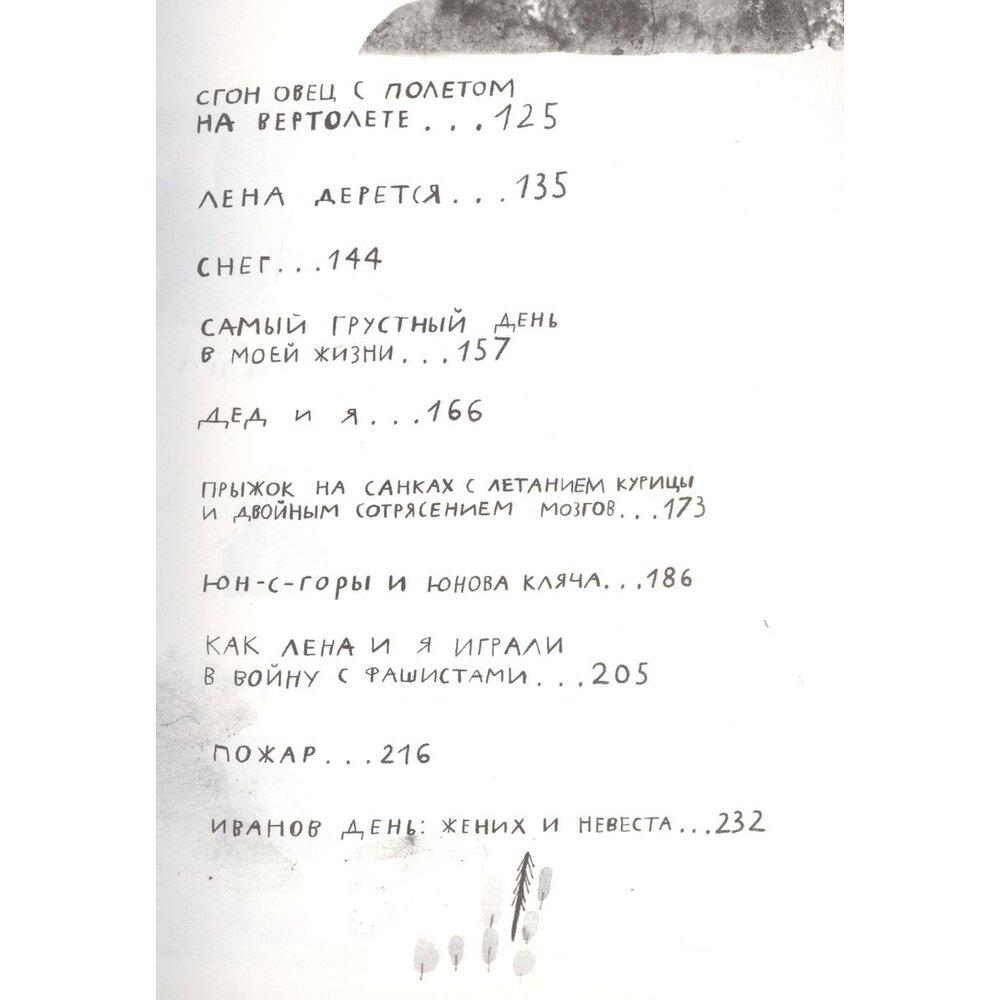 СГОН ОВЕЦ С ПОЛЕТОМ
НА ВЕРТОЛЕТЕ...125
ЛЕНА ДЕРЕТСЯ...135
СНЕГ...144
САМЫЙ ГРУСТНЫЙ ДЕНЬ
В МОЕЙ ЖИЗНИ...157
ДЕД И Я...166
ПРЫЖОК НА САНКАХ С ЛЕТАНИЕМ КУРИЦЫ
И ДВОЙНЫМ СОТРЯСЕНИЕМ МОЗГОВ...173
ЮН-С-ГОРЫ И ЮНОВА КЛЯЧА...186
КАК ЛЕНА И Я ИГРАЛИ
В ВОЙНУ С ФАШИСТАМИ...205
ПОЖАР...216
ИВАНОВ ДЕНЬ: ЖЕНИХ И НЕВЕСТА...232